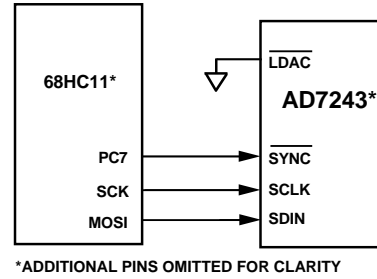 68HC11*
PC7
SCK
MOSI
LDAC
AD7243*
SYNC
SCLK
SDIN
*ADDITIONAL PINS OMITTED FOR CLARITY